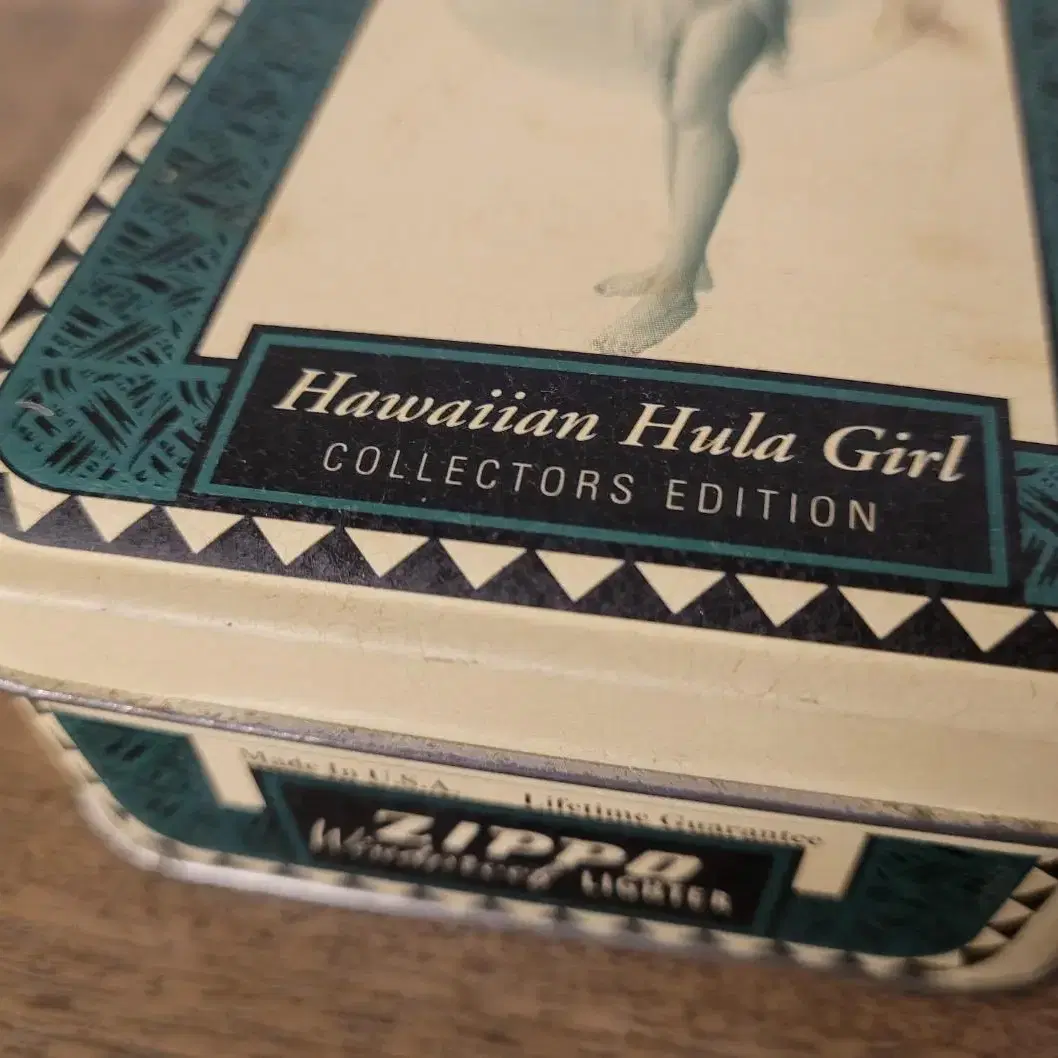 Hawaiian Hula Girl
COLLECTORS EDITION
Made In U.S.A. Lifetime Guarantee
ZIPPO
Windproof LIGHTER